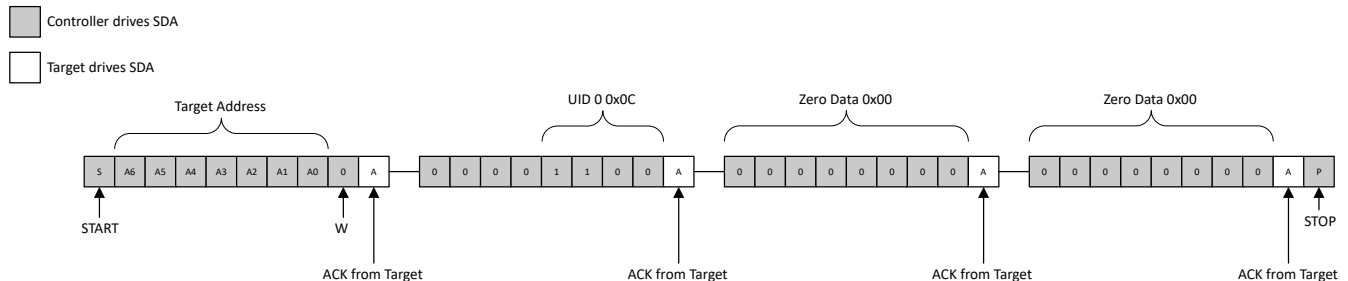 Controller drives SDA
Target drives SDA
Target Address
UID 0 0x0C
Zero Data 0x00
Zero Data 0x00
S A6 A5 A4 A3 A2 A1 A0 0 A 0 0 0 0 1 1 0 0 A 0 0 0 0 0 0 0 0 A 0 0 0 0 0 0 0 0 A P
START
W
STOP
ACK from Target
ACK from Target
ACK from Target
ACK from Target